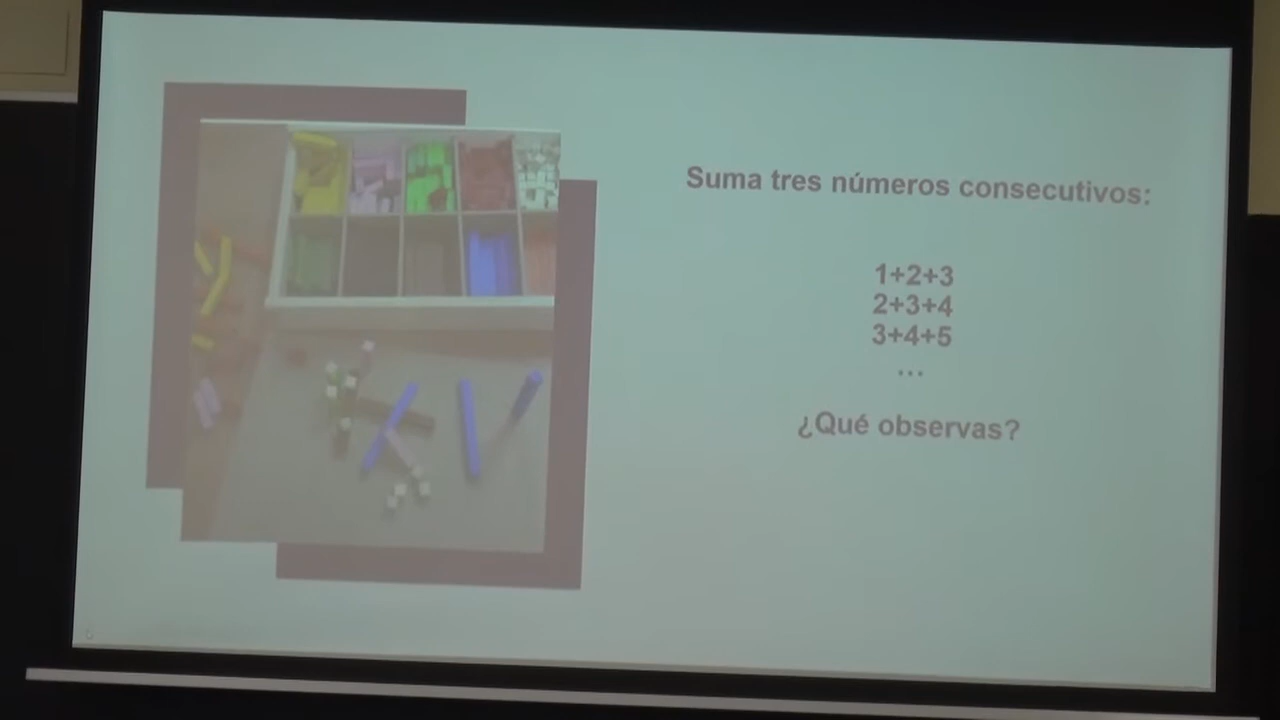 Suma tres números consecutivos:
1+2+3
2+3+4
3+4+5
...
¿Qué observas?